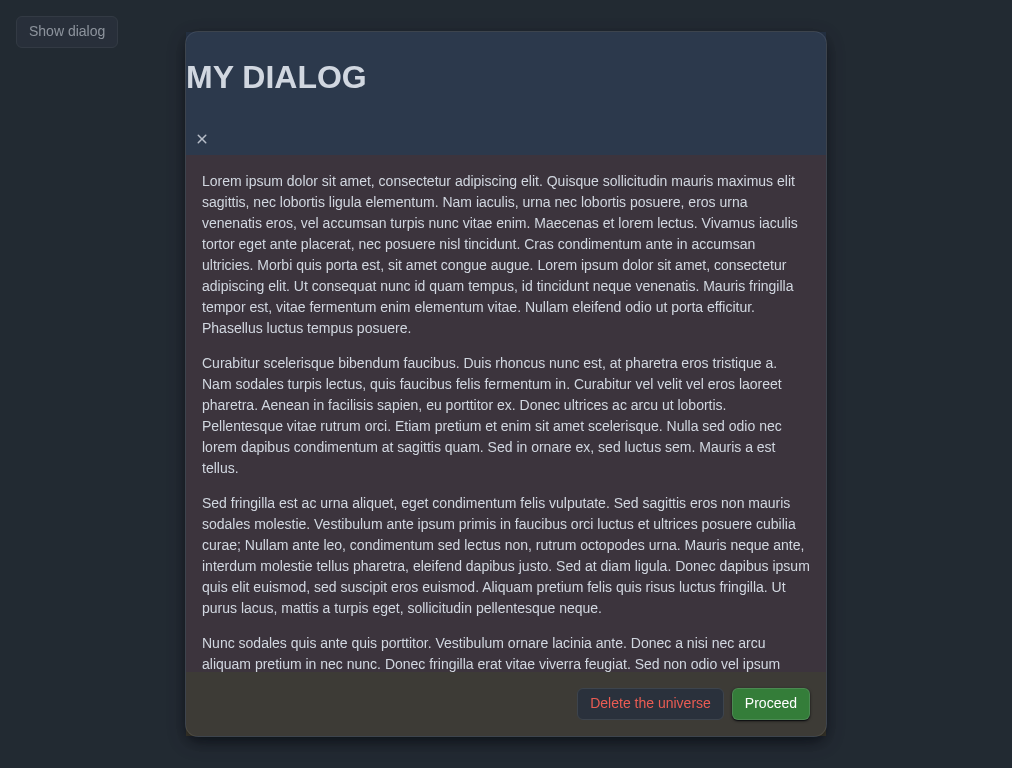 Show dialog
MY DIALOG
×
Lorem ipsum dolor sit amet, consectetur adipiscing elit. Quisque sollicitudin mauris maximus elit
sagittis, nec lobortis ligula elementum. Nam iaculis, urna nec lobortis posuere, eros urna
venenatis eros, vel accumsan turpis nunc vitae enim. Maecenas et lorem lectus. Vivamus iaculis
tortor eget ante placerat, nec posuere nisl tincidunt. Cras condimentum ante in accumsan
ultricies. Morbi quis porta est, sit amet congue augue. Lorem ipsum dolor sit amet, consectetur
adipiscing elit. Ut consequat nunc id quam tempus, id tincidunt neque venenatis. Mauris fringilla
tempor est, vitae fermentum enim elementum vitae. Nullam eleifend odio ut porta efficitur.
Phasellus luctus tempus posuere.
Curabitur scelerisque bibendum faucibus. Duis rhoncus nunc est, at pharetra eros tristique a.
Nam sodales turpis lectus, quis faucibus felis fermentum in. Curabitur vel velit vel eros laoreet
pharetra. Aenean in facilisis sapien, eu porttitor ex. Donec ultrices ac arcu ut lobortis.
Pellentesque vitae rutrum orci. Etiam pretium et enim sit amet scelerisque. Nulla sed odio nec
lorem dapibus condimentum at sagittis quam. Sed in ornare ex, sed luctus sem. Mauris a est
tellus.
Sed fringilla est ac urna aliquet, eget condimentum felis vulputate. Sed sagittis eros non mauris
sodales molestie. Vestibulum ante ipsum primis in faucibus orci luctus et ultrices posuere cubilia
curae; Nullam ante leo, condimentum sed lectus non, rutrum octopodes urna. Mauris neque ante,
interdum molestie tellus pharetra, eleifend dapibus justo. Sed at diam ligula. Donec dapibus ipsum
quis elit euismod, sed suscipit eros euismod. Aliquam pretium felis quis risus luctus fringilla. Ut
purus lacus, mattis a turpis eget, sollicitudin pellentesque neque.
Nunc sodales quis ante quis porttitor. Vestibulum ornare lacinia ante. Donec a nisi nec arcu
aliquam pretium in nec nunc. Donec fringilla erat vitae viverra feugiat. Sed non odio vel ipsum
Delete the universe
Proceed